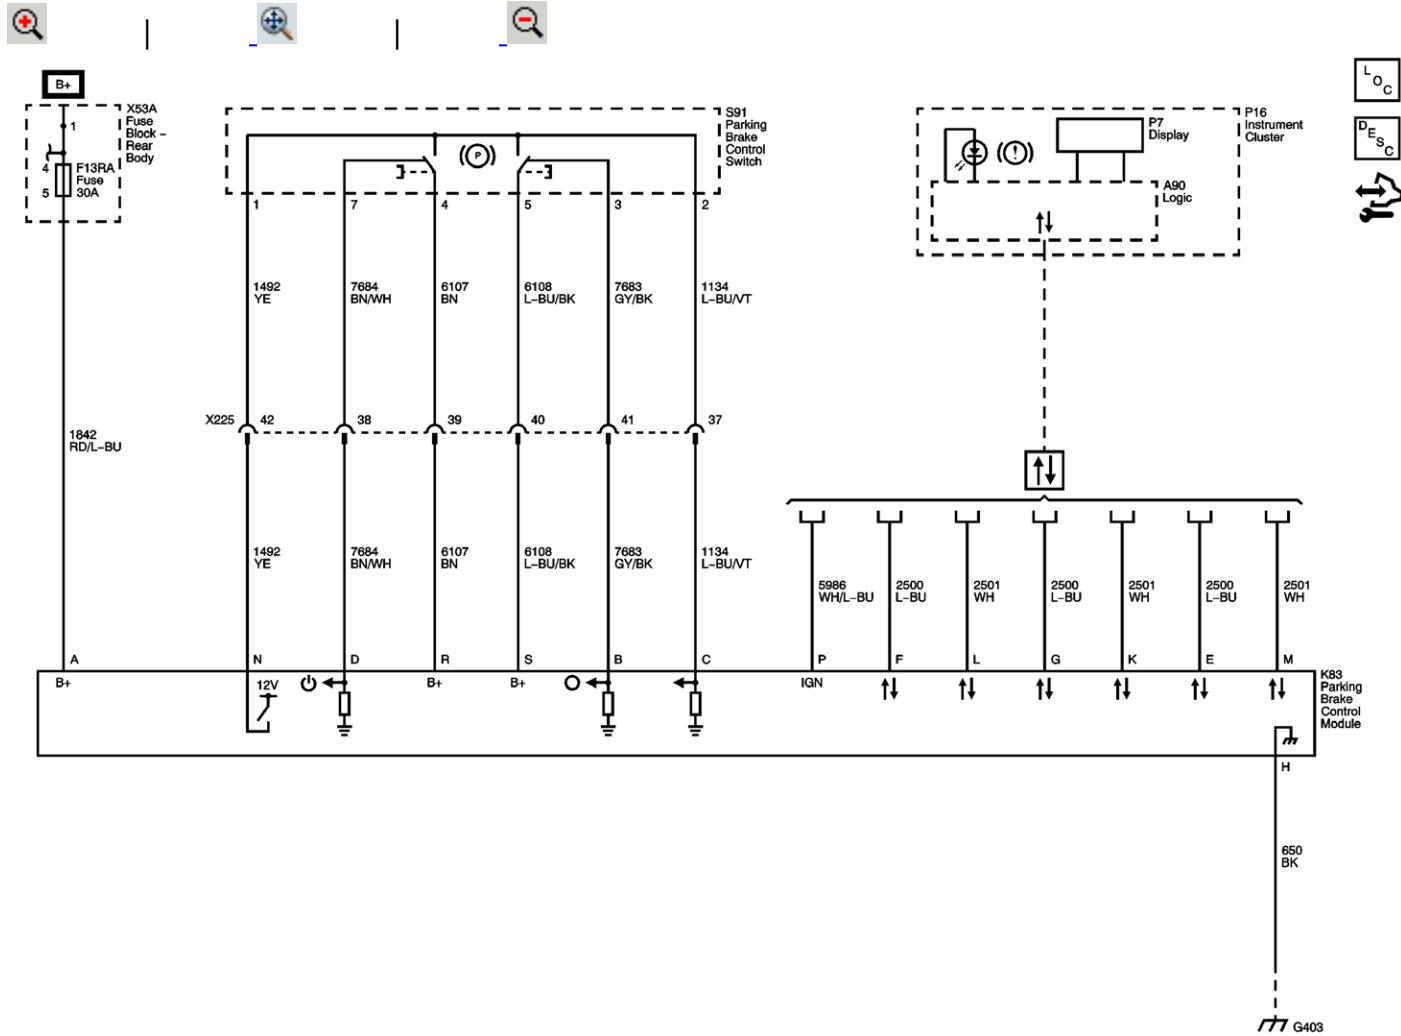 B+
X53A
Fuse
Block –
Rear
Body
1
4
F13RA
Fuse
5
30A
S91
Parking
Brake
Control
Switch
P
1
7
4
5
3
2
P16
Instrument
Cluster
P7
Display
!
A90
Logic
L
O
C
D
E
S
C
1492
YE
7684
BN/WH
6107
BN
6108
L–BU/BK
7683
GY/BK
1134
L–BU/VT
X225
42
38
39
40
41
37
1842
RD/L–BU
1492
YE
7684
BN/WH
6107
BN
6108
L–BU/BK
7683
GY/BK
1134
L–BU/VT
5986
WH/L–BU
2500
L–BU
2501
WH
2500
L–BU
2501
WH
2500
L–BU
2501
WH
A
N
D
R
S
B
C
P
F
L
G
K
E
M
B+
12V
B+
B+
IGN
K83
Parking
Brake
Control
Module
H
650
BK
G403